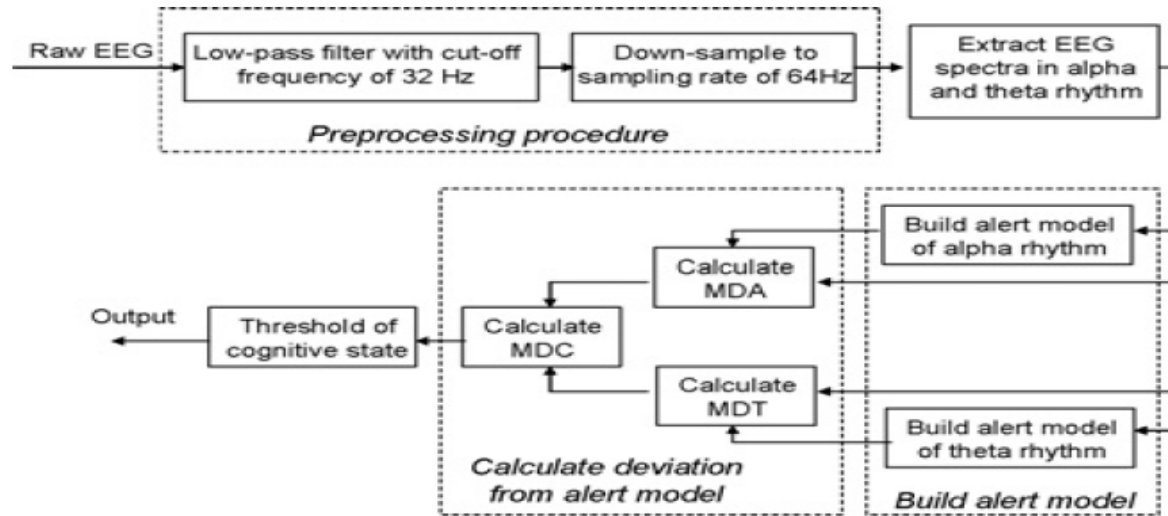 Raw EEG
Low-pass filter with cut-off
frequency of 32 Hz
Down-sample to
sampling rate of 64Hz
Extract EEG
spectra in alpha
and theta rhythm
Preprocessing procedure
Build alert model
of alpha rhythm
Calculate
MDA
Output
Threshold of
cognitive state
Calculate
MDC
Calculate
MDT
Build alert model
of theta rhythm
Calculate deviation
from alert model
Build alert model